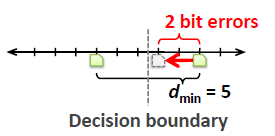 2 bit errors
dmin = 5
Decision boundary